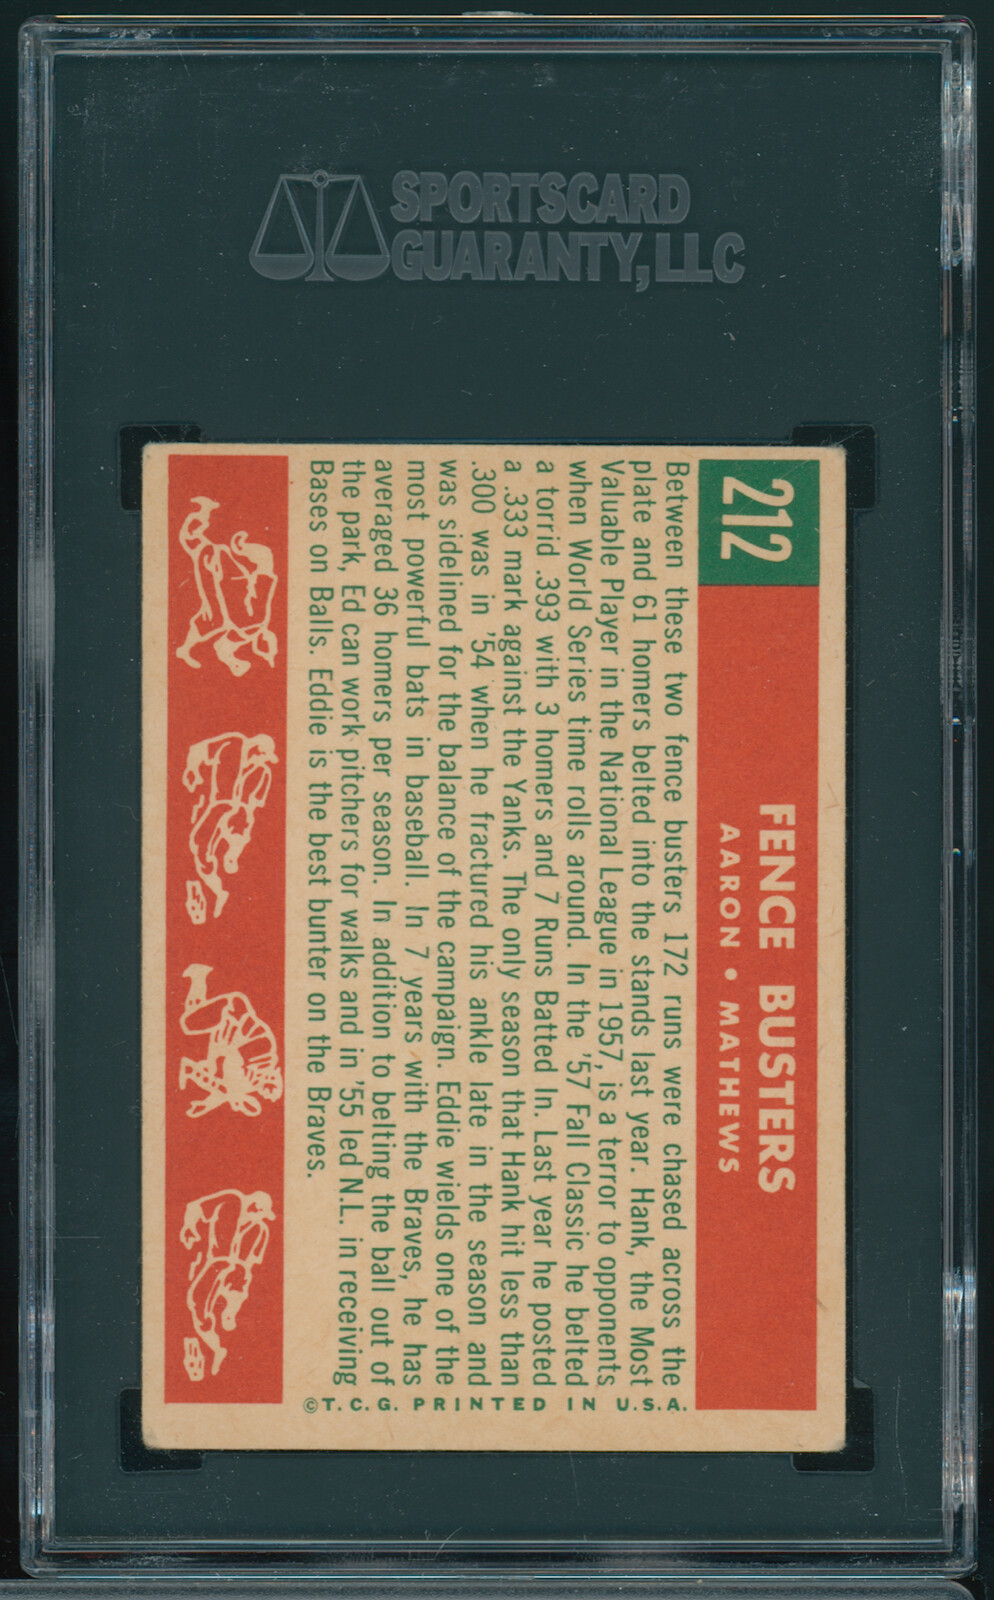 SPORTSCARD
GUARANTY, LLC
212
FENCE BUSTERS
AARON • MATHEWS
Between these two fence busters 172 runs were chased across the
plate and 61 homers belted into the stands last year. Hank, the Most
Valuable Player in the National League in 1957, is a terror to opponents
when World Series time rolls around. In the '57 Fall Classic he belted
a torrid .393 with 3 homers and 7 Runs Batted In. Last year he posted
a .333 mark against the Yanks. The only season that Hank hit less than
.300 was in '54 when he fractured his ankle late in the season and
was sidelined for the balance of the campaign. Eddie wields one of the
most powerful bats in baseball. In 7 years with the Braves, he has
averaged 36 homers per season. In addition to belting the ball out of
the park, Ed can work pitchers for walks and in '55 led N.L. in receiving
Bases on Balls. Eddie is the best bunter on the Braves.
©T.C.G. PRINTED IN U.S.A.